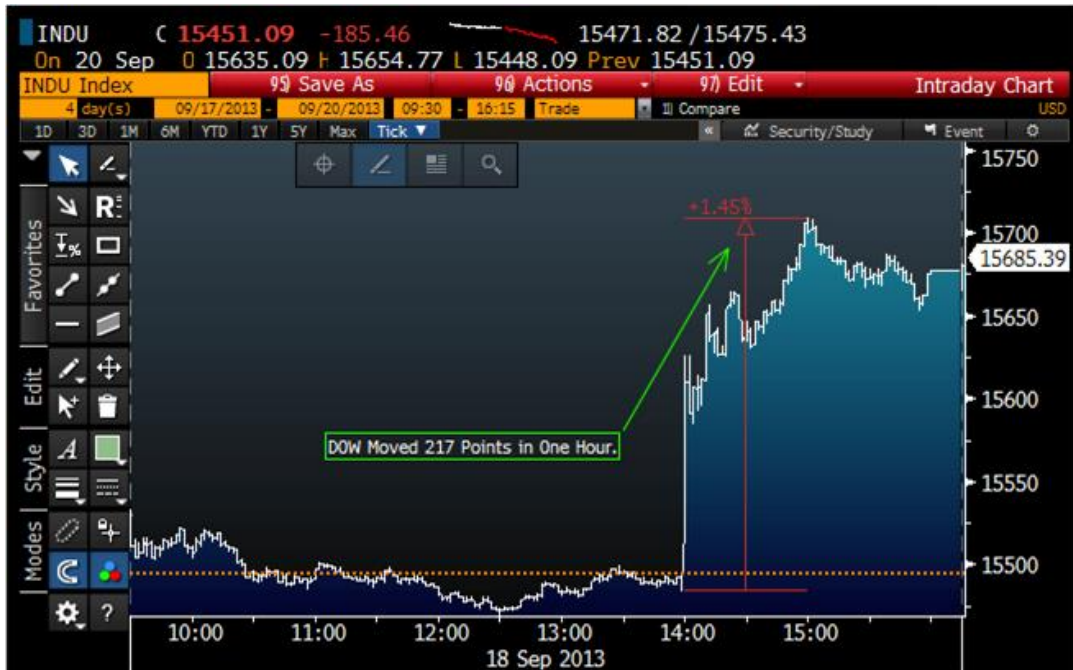 INDU C 15451.09 -185.46 15471.82 /15475.43
On 20 Sep O 15635.09 H 15654.77 L 15448.09 Prev 15451.09
INDU Index 95) Save As 96) Actions 97) Edit Intraday Chart
4 day(s) 09/17/2013 - 09/20/2013 09:30 - 16:15 Trade 1) Compare USD
1D 3D 1M 6M YTD 1Y 5Y Max Tick ▼ « Security/Study Event
Favorites
Edit
Style
Modes
R
%
A
?
+1.45%
DOW Moved 217 Points in One Hour.
15750
15700
15685.39
15650
15600
15550
15500
10:00 11:00 12:00 13:00 14:00 15:00
18 Sep 2013